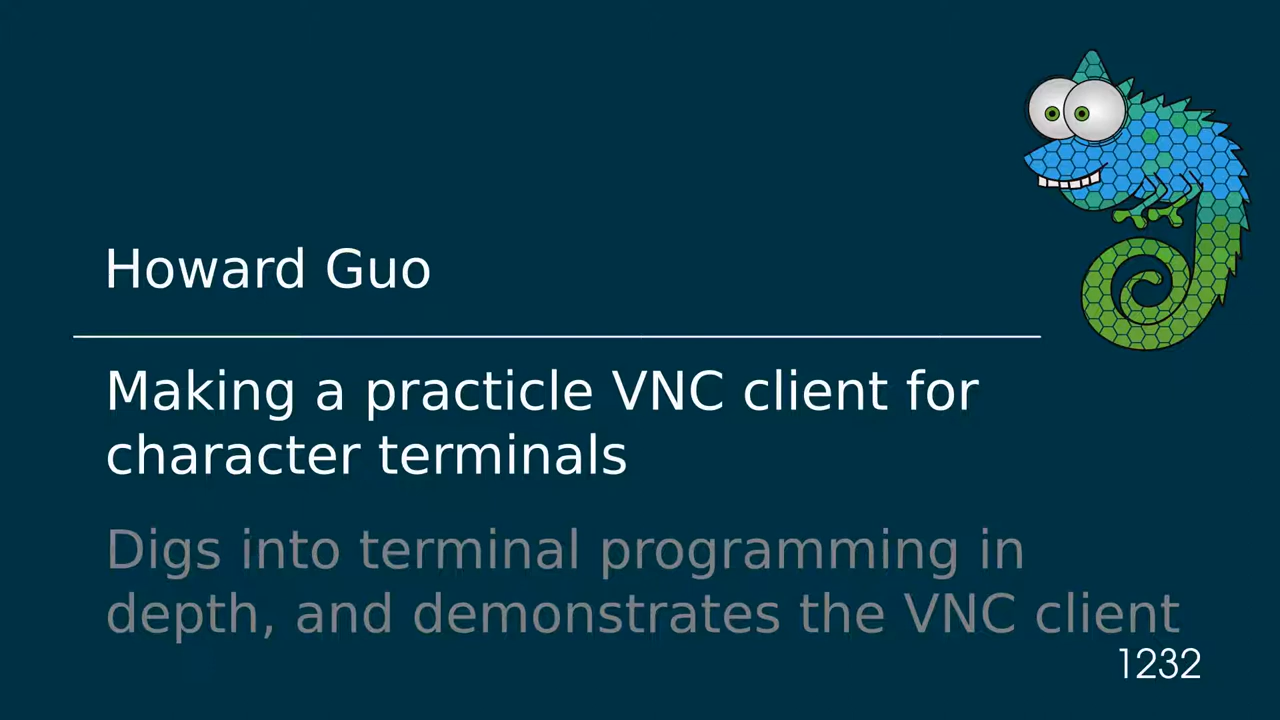 Howard Guo
Making a practicle VNC client for
character terminals
Digs into terminal programming in
depth, and demonstrates the VNC client
1232